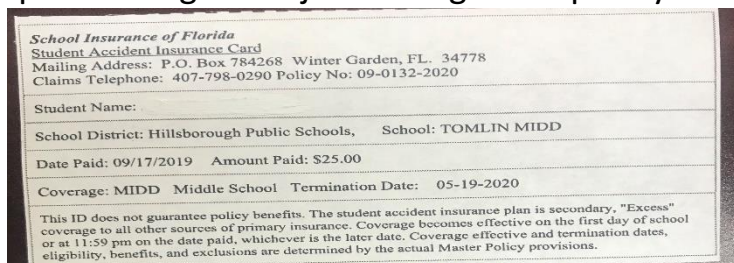 School Insurance of Florida
Student Accident Insurance Card
Mailing Address: P.O. Box 784268 Winter Garden, FL. 34778
Claims Telephone: 407-798-0290 Policy No: 09-0132-2020
Student Name:
School District: Hillsborough Public Schools, School: TOMLIN MIDD
Date Paid: 09/17/2019 Amount Paid: $25.00
Coverage: MIDD Middle School Termination Date: 05-19-2020
This ID does not guarantee policy benefits. The student accident insurance plan is secondary, "Excess"
coverage to all other sources of primary insurance. Coverage becomes effective on the first day of school
or at 11:59 pm on the date paid, whichever is the later date. Coverage effective and termination dates,
eligibility, benefits, and exclusions are determined by the actual Master Policy provisions.